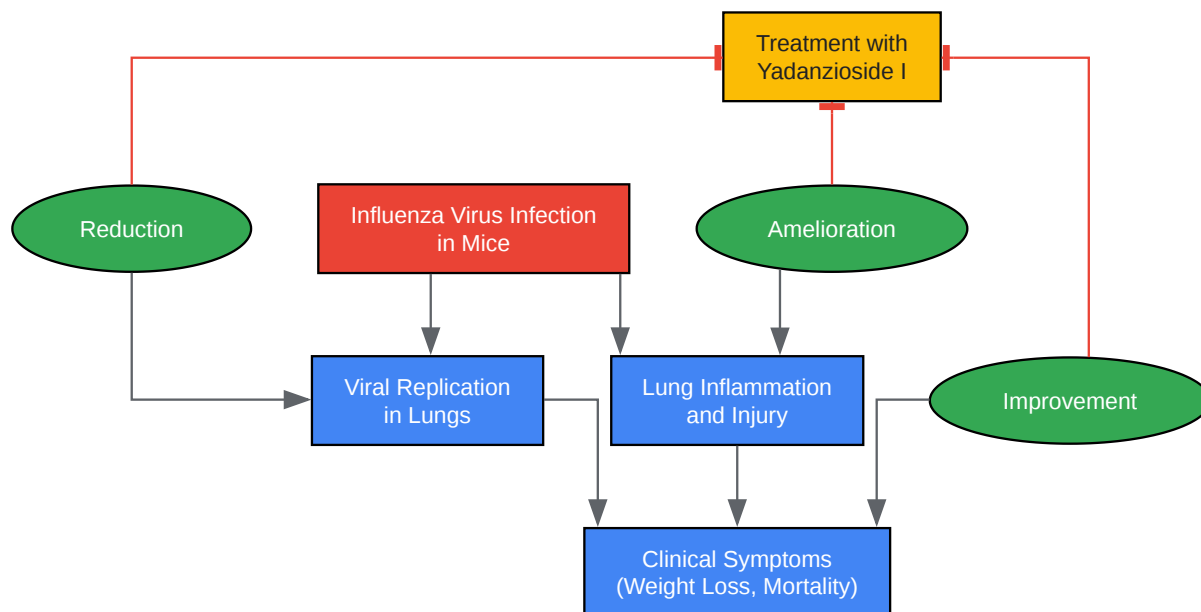 Treatment with
Yadanzioside I
Reduction
Influenza Virus Infection
in Mice
Amelioration
Viral Replication
in Lungs
Lung Inflammation
and Injury
Improvement
Clinical Symptoms
(Weight Loss, Mortality)